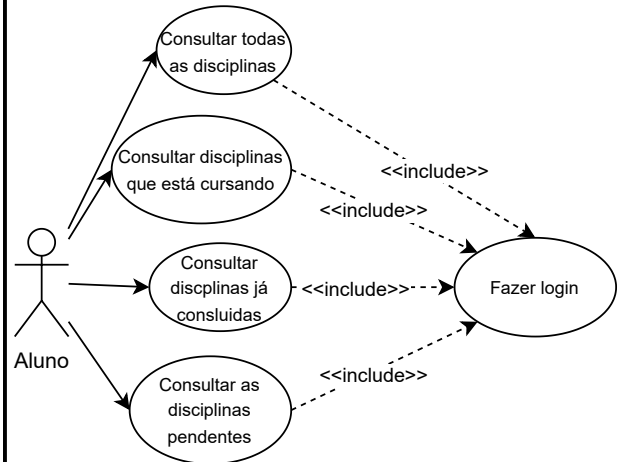 Consultar todas
as disciplinas
<<include>>
Consultar disciplinas
que está cursando
<<include>>
Consultar
discplinas já
consluidas
<<include>>
Fazer login
Aluno
<<include>>
Consultar as
disciplinas
pendentes